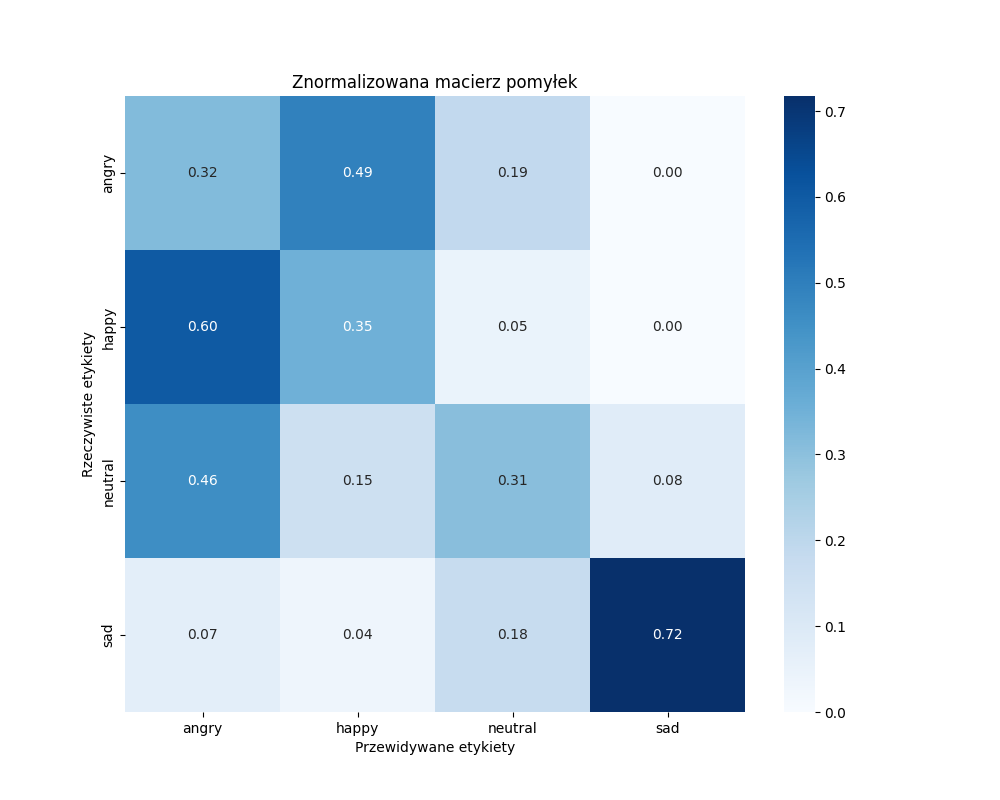 Znormalizowana macierz pomyłek
Rzeczywiste etykiety
angry
0.32 0.49 0.19 0.00
happy
0.60 0.35 0.05 0.00
neutral
0.46 0.15 0.31 0.08
sad
0.07 0.04 0.18 0.72
angry happy neutral sad
Przewidywane etykiety
0.7
0.6
0.5
0.4
0.3
0.2
0.1
0.0